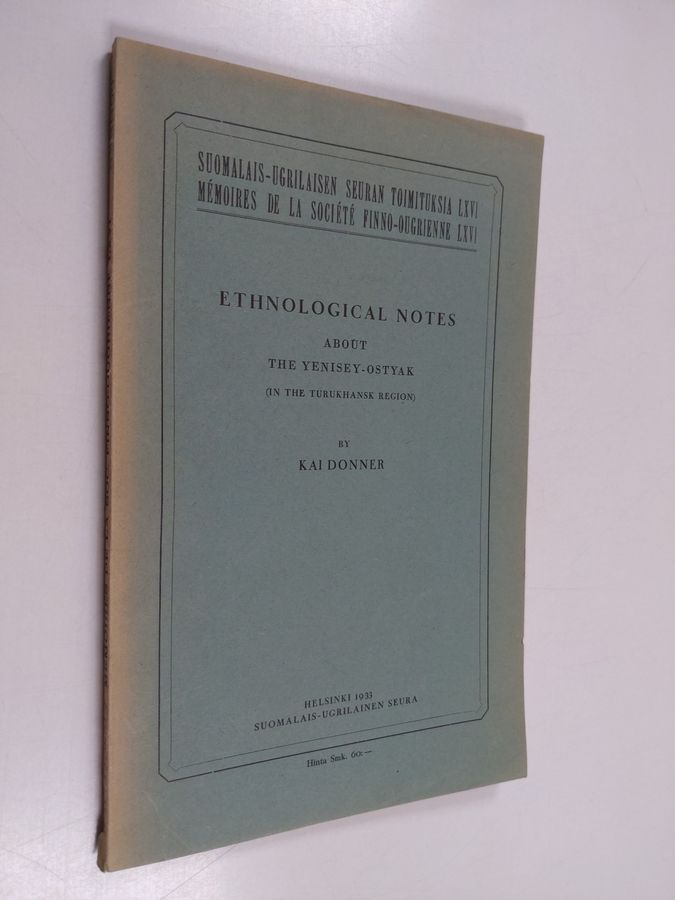 SUOMALAIS-UGRILAISEN SEURAN TOIMITUKSIA LXVI
MÉMOIRES DE LA SOCIÉTÉ FINNO-OUGRIENNE LXVI
ETHNOLOGICAL NOTES
ABOUT
THE YENISEY-OSTYAK
(IN THE TURUKHANSK REGION)
BY
KAI DONNER
HELSINKI 1933
SUOMALAIS-UGRILAINEN SEURA
Hinta Smk. 60:—